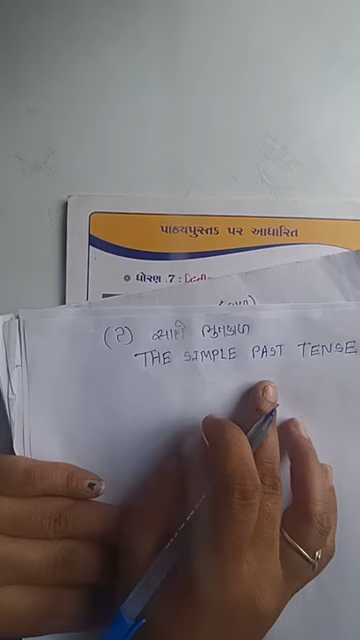 પાઠ્યપુસ્તક પર આધારિત
ધોરણ 7 :
(૨) સાદો ભૂતકાળ
THE SIMPLE PAST TENSE